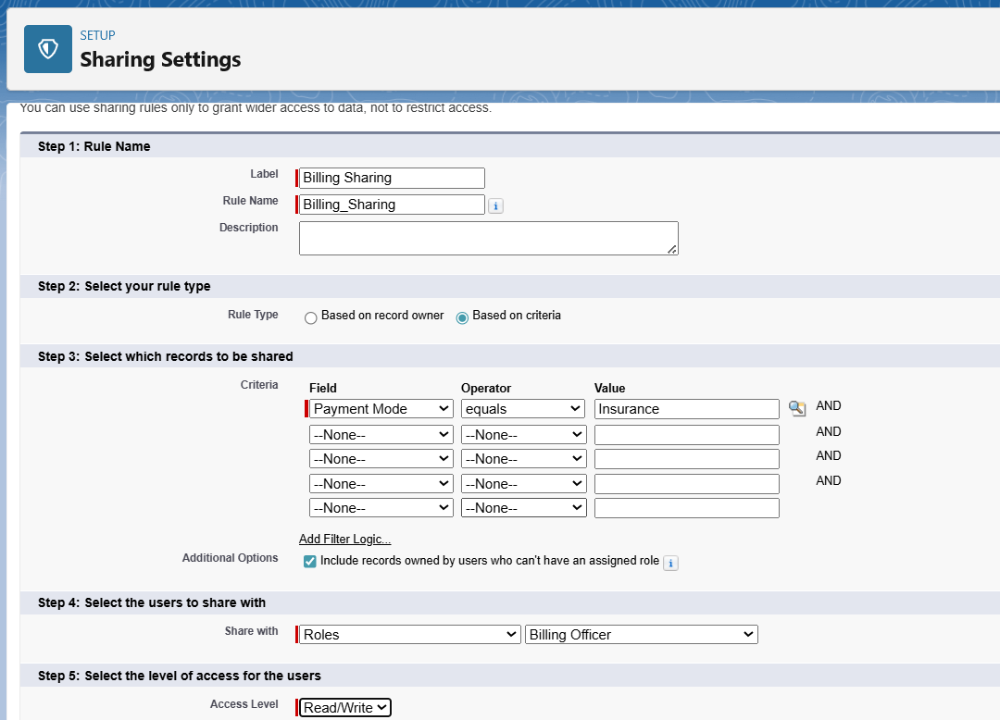 SETUP
Sharing Settings
You can use sharing rules only to grant wider access to data, not to restrict access.
Step 1: Rule Name
Label Billing Sharing
Rule Name Billing_Sharing i
Description
Step 2: Select your rule type
Rule Type Based on record owner Based on criteria
Step 3: Select which records to be shared
Criteria Field Operator Value
Payment Mode equals Insurance AND
--None-- --None-- AND
--None-- --None-- AND
--None-- --None-- AND
--None-- --None--
Add Filter Logic...
Additional Options Include records owned by users who can't have an assigned role i
Step 4: Select the users to share with
Share with Roles Billing Officer
Step 5: Select the level of access for the users
Access Level Read/Write